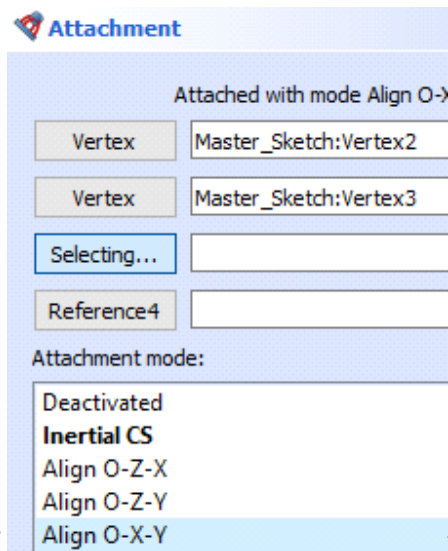 Attachment
Attached with mode Align O-X
Vertex Master_Sketch:Vertex2
Vertex Master_Sketch:Vertex3
Selecting...
Reference4
Attachment mode:
Deactivated
Inertial CS
Align O-Z-X
Align O-Z-Y
Align O-X-Y